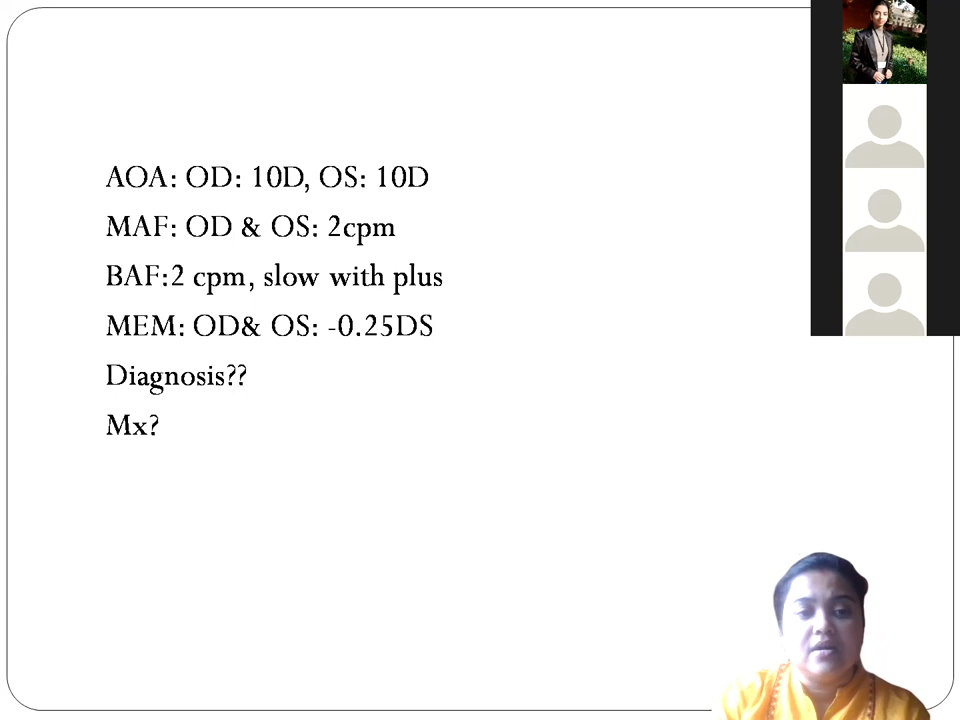 AOA: OD: 10D, OS: 10D
MAF: OD & OS: 2cpm
BAF:2 cpm, slow with plus
MEM: OD& OS: -0.25DS
Diagnosis??
Mx?